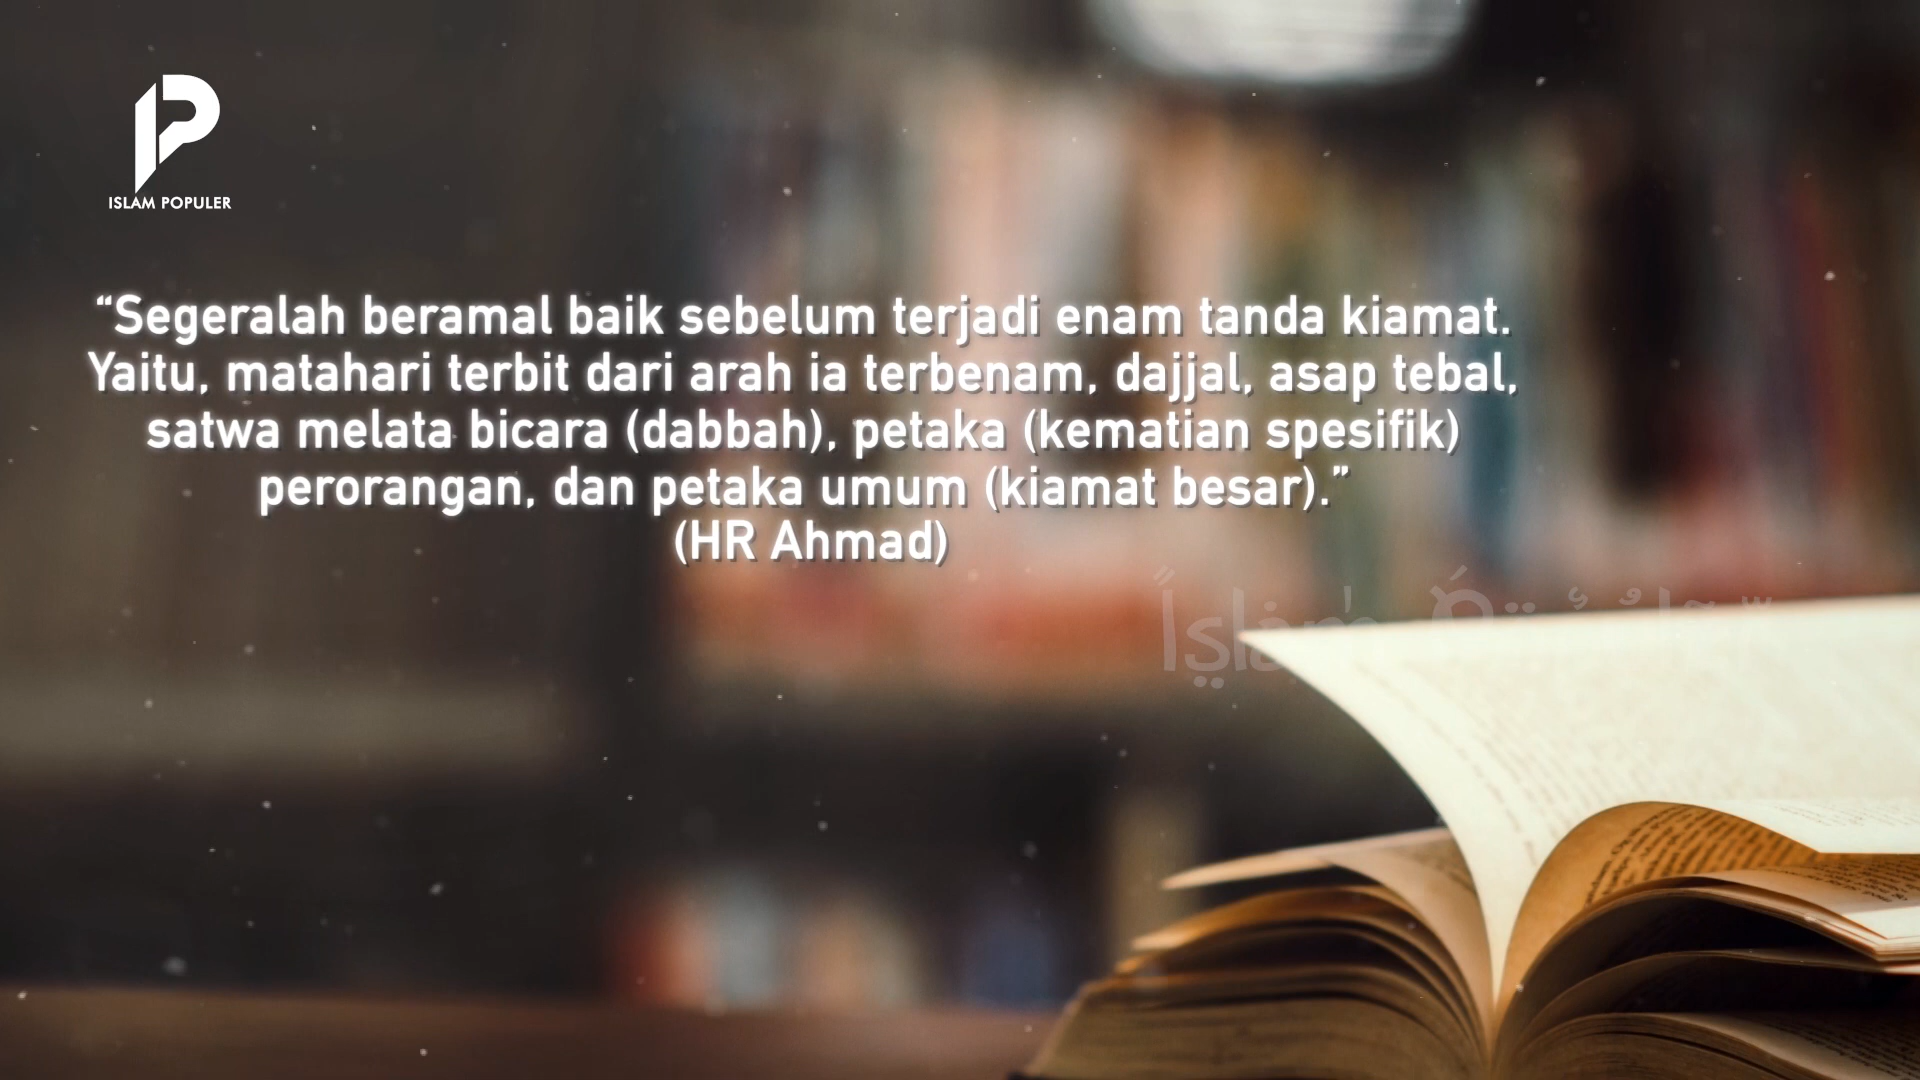 ISLAM POPULER
“Segeralah beramal baik sebelum terjadi enam tanda kiamat.
Yaitu, matahari terbit dari arah ia terbenam, dajjal, asap tebal,
satwa melata bicara (dabbah), petaka (kematian spesifik)
perorangan, dan petaka umum (kiamat besar).”
(HR Ahmad)